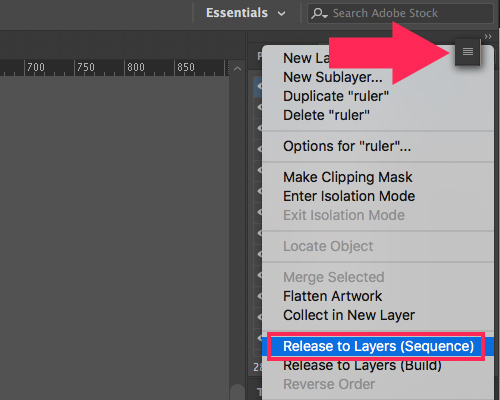 Essentials
Search Adobe Stock
700 750 800 850
New La
New Sublayer...
Duplicate "ruler"
Delete "ruler"
Options for "ruler"...
Make Clipping Mask
Enter Isolation Mode
Exit Isolation Mode
Locate Object
Merge Selected
Flatten Artwork
Collect in New Layer
Release to Layers (Sequence)
Release to Layers (Build)
Reverse Order